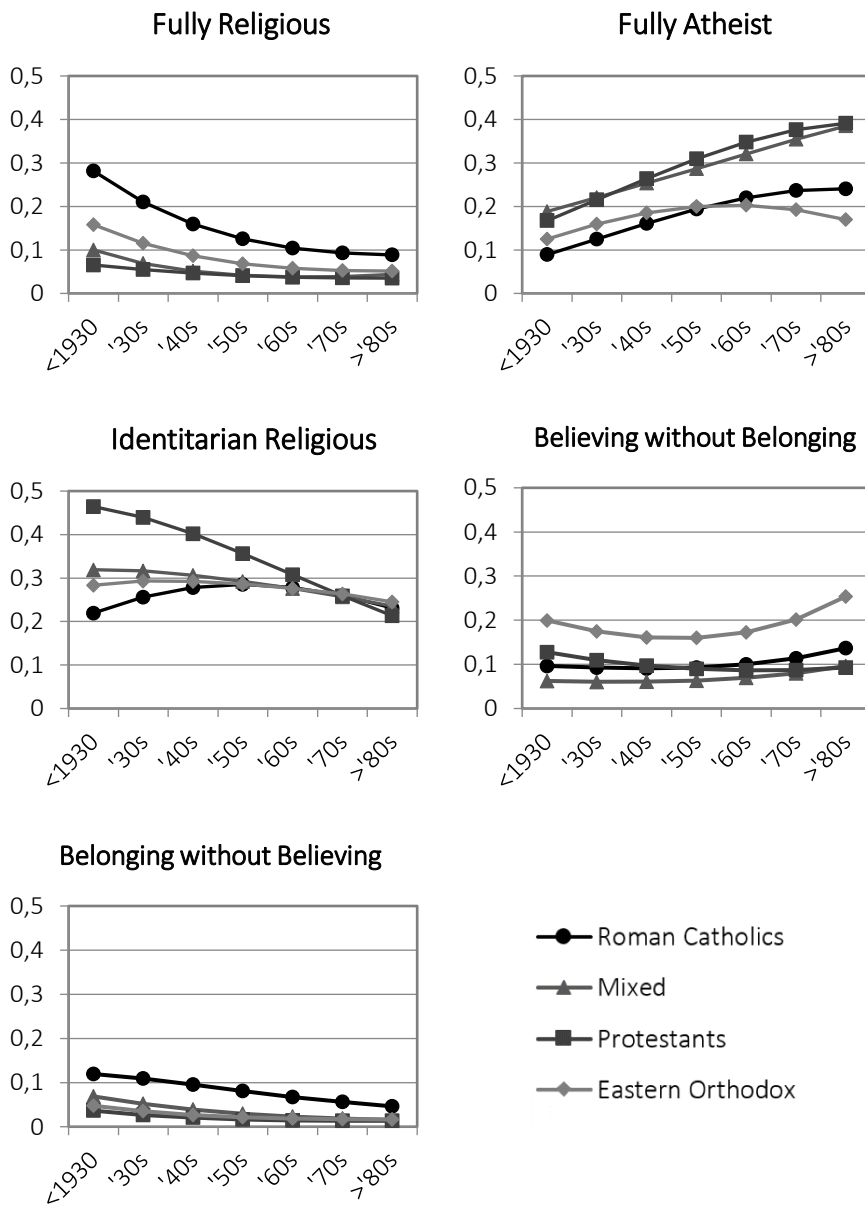 Fully Religious
0,5
0,4
0,3
0,2
0,1
0
<1930
'30s
'40s
'50s
'60s
'70s
>'80s
Fully Atheist
0,5
0,4
0,3
0,2
0,1
0
<1930
'30s
'40s
'50s
'60s
'70s
>'80s
Identitarian Religious
0,5
0,4
0,3
0,2
0,1
0
<1930
'30s
'40s
'50s
'60s
'70s
>'80s
Believing without Belonging
0,5
0,4
0,3
0,2
0,1
0
<1930
'30s
'40s
'50s
'60s
'70s
>'80s
Belonging without Believing
0,5
0,4
0,3
0,2
0,1
0
<1930
'30s
'40s
'50s
'60s
'70s
>'80s
Roman Catholics
Mixed
Protestants
Eastern Orthodox